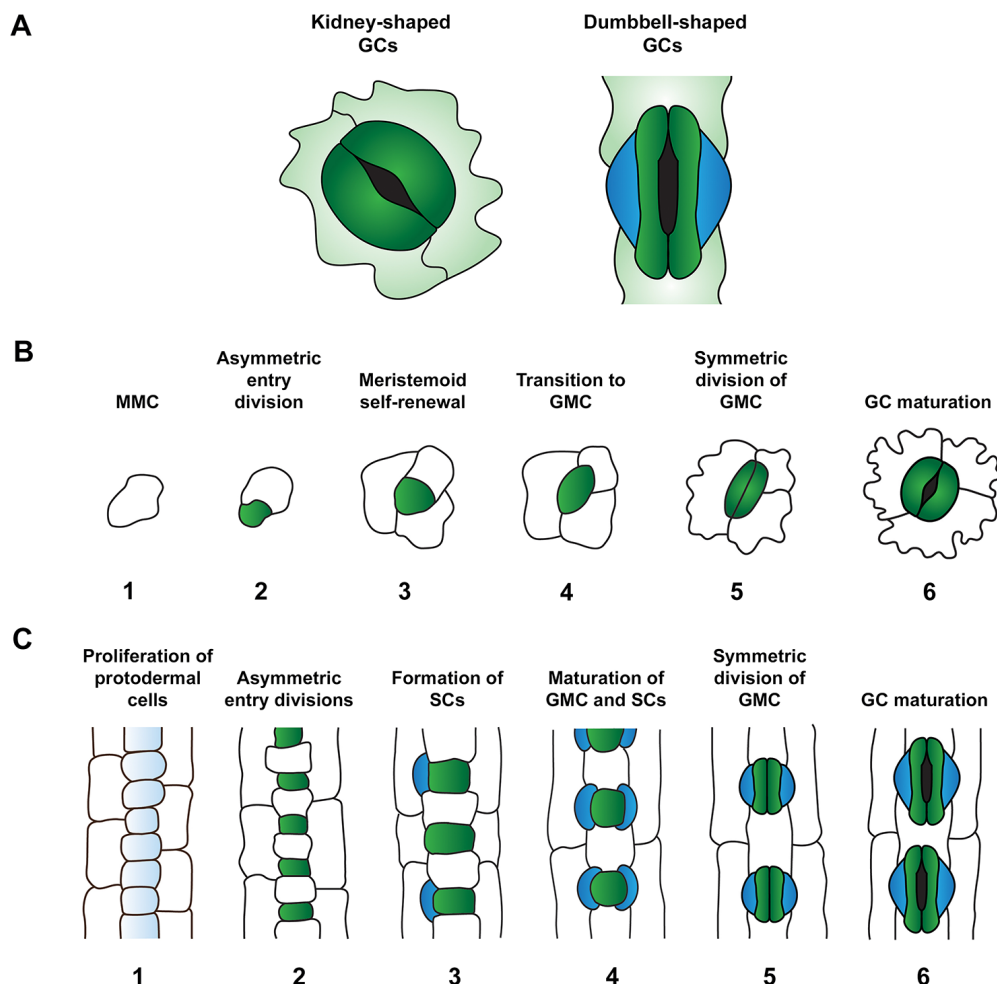 A
Kidney-shaped
GCs
Dumbbell-shaped
GCs
B
MMC
Asymmetric
entry
division
Meristemoid
self-renewal
Transition to
GMC
Symmetric
division of
GMC
GC maturation
1
2
3
4
5
6
C
Proliferation of
protodermal
cells
Asymmetric
entry divisions
Formation of
SCs
Maturation of
GMC and SCs
Symmetric
division of
GMC
GC maturation
1
2
3
4
5
6